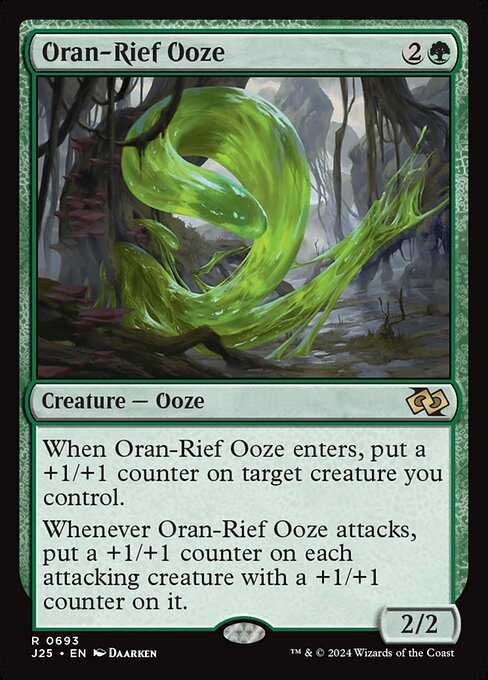 Oran-Rief Ooze 2
Creature — Ooze
When Oran-Rief Ooze enters, put a
+1/+1 counter on target creature you
control.
Whenever Oran-Rief Ooze attacks,
put a +1/+1 counter on each
attacking creature with a +1/+1
counter on it.
2/2
R 0693
J25 • EN Daarken
™ & © 2024 Wizards of the Coast